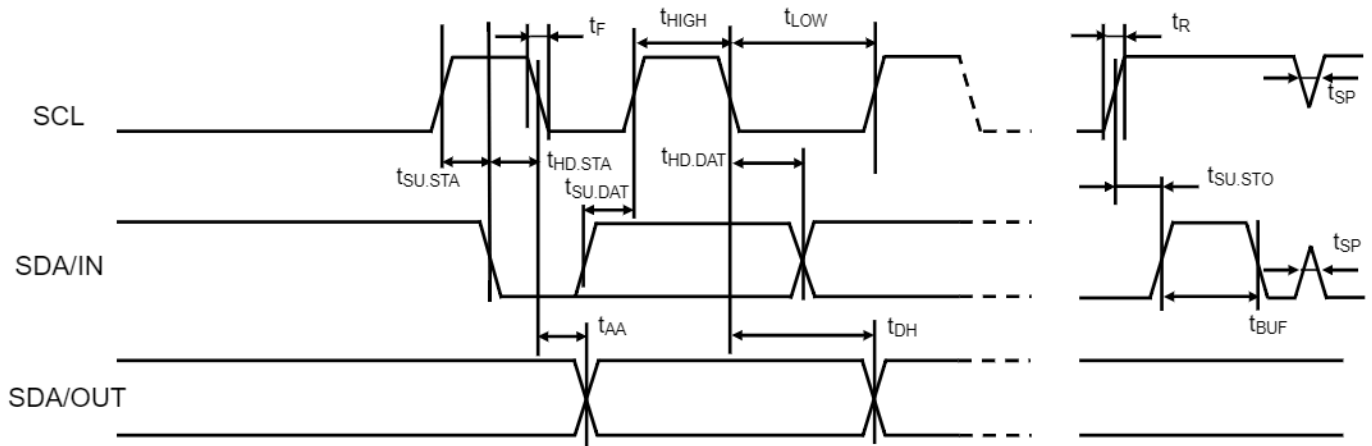 tF
tHIGH
tLOW
tR
SCL
tSP
tSU.STA
tHD.STA
tSU.DAT
tHD.DAT
tSU.STO
SDA/IN
tSP
tBUF
tAA
tDH
SDA/OUT